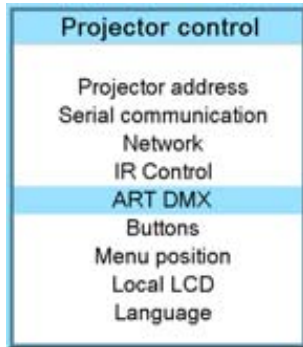 Projector control
Projector address
Serial communication
Network
IR Control
ART DMX
Buttons
Menu position
Local LCD
Language